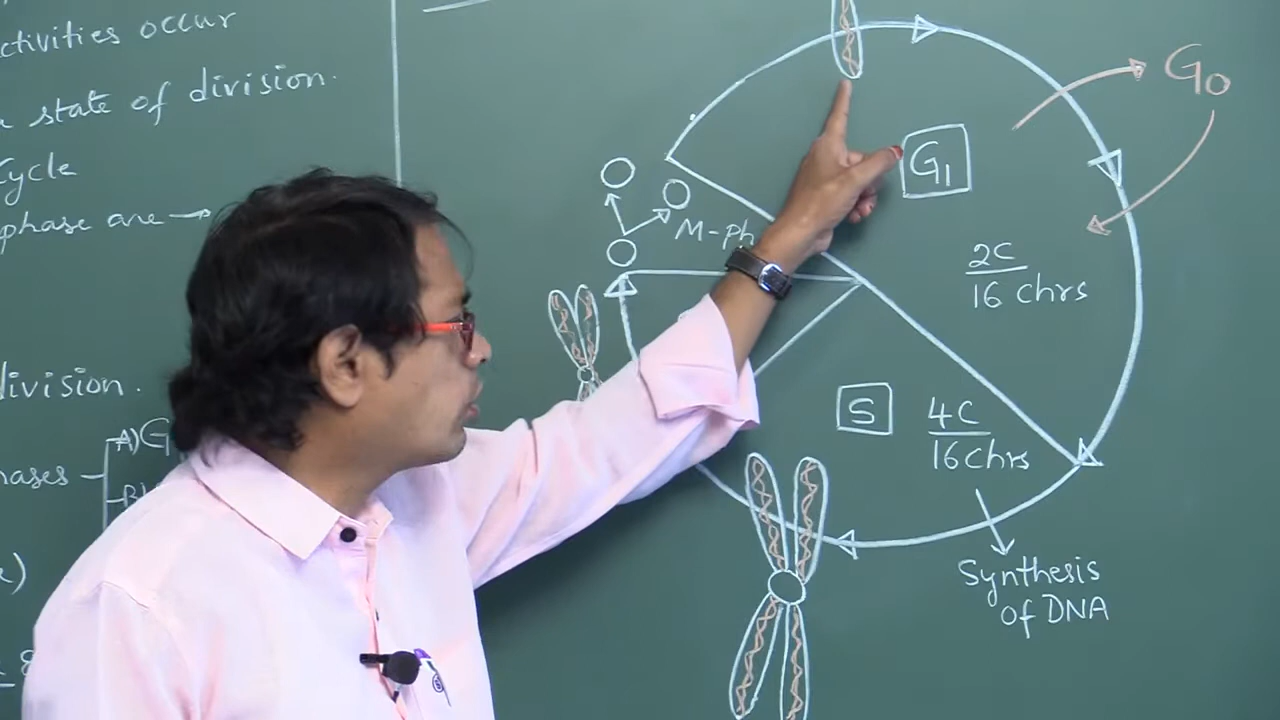 ctivities occur
state of division.
Cycle
phase are →
division.
hases
A) G
M-Ph
G1
G0
2C
16 Chrs
S
4C
16 Chrs
Synthesis
of DNA